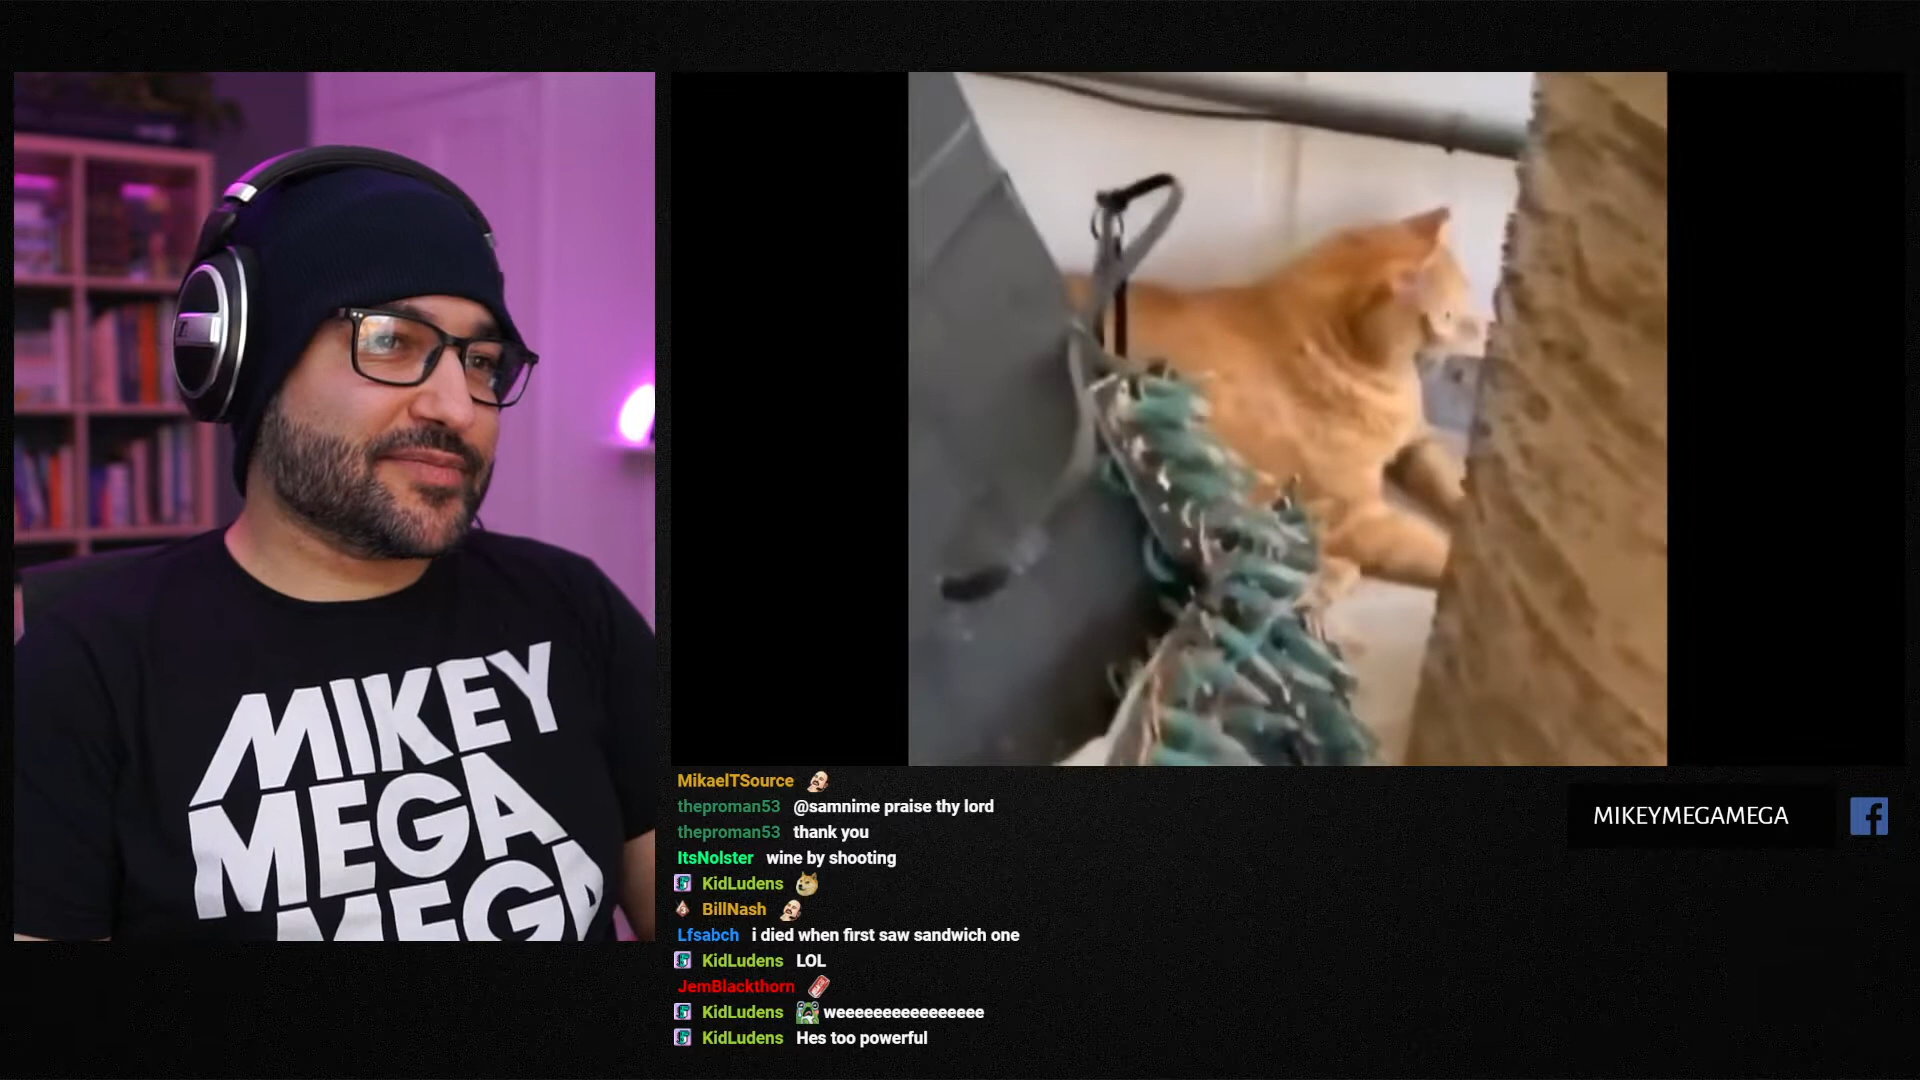 MIKEY
MEGA
MEGA
MikaelTSource
theproman53 @samnime praise thy lord
theproman53 thank you
ItsNolster wine by shooting
KidLudens
BillNash
Lfsabch i died when first saw sandwich one
KidLudens LOL
JemBlackthorn
KidLudens weeeeeeeeeeeeeeee
KidLudens Hes too powerful
MIKEYMEGAMEGA